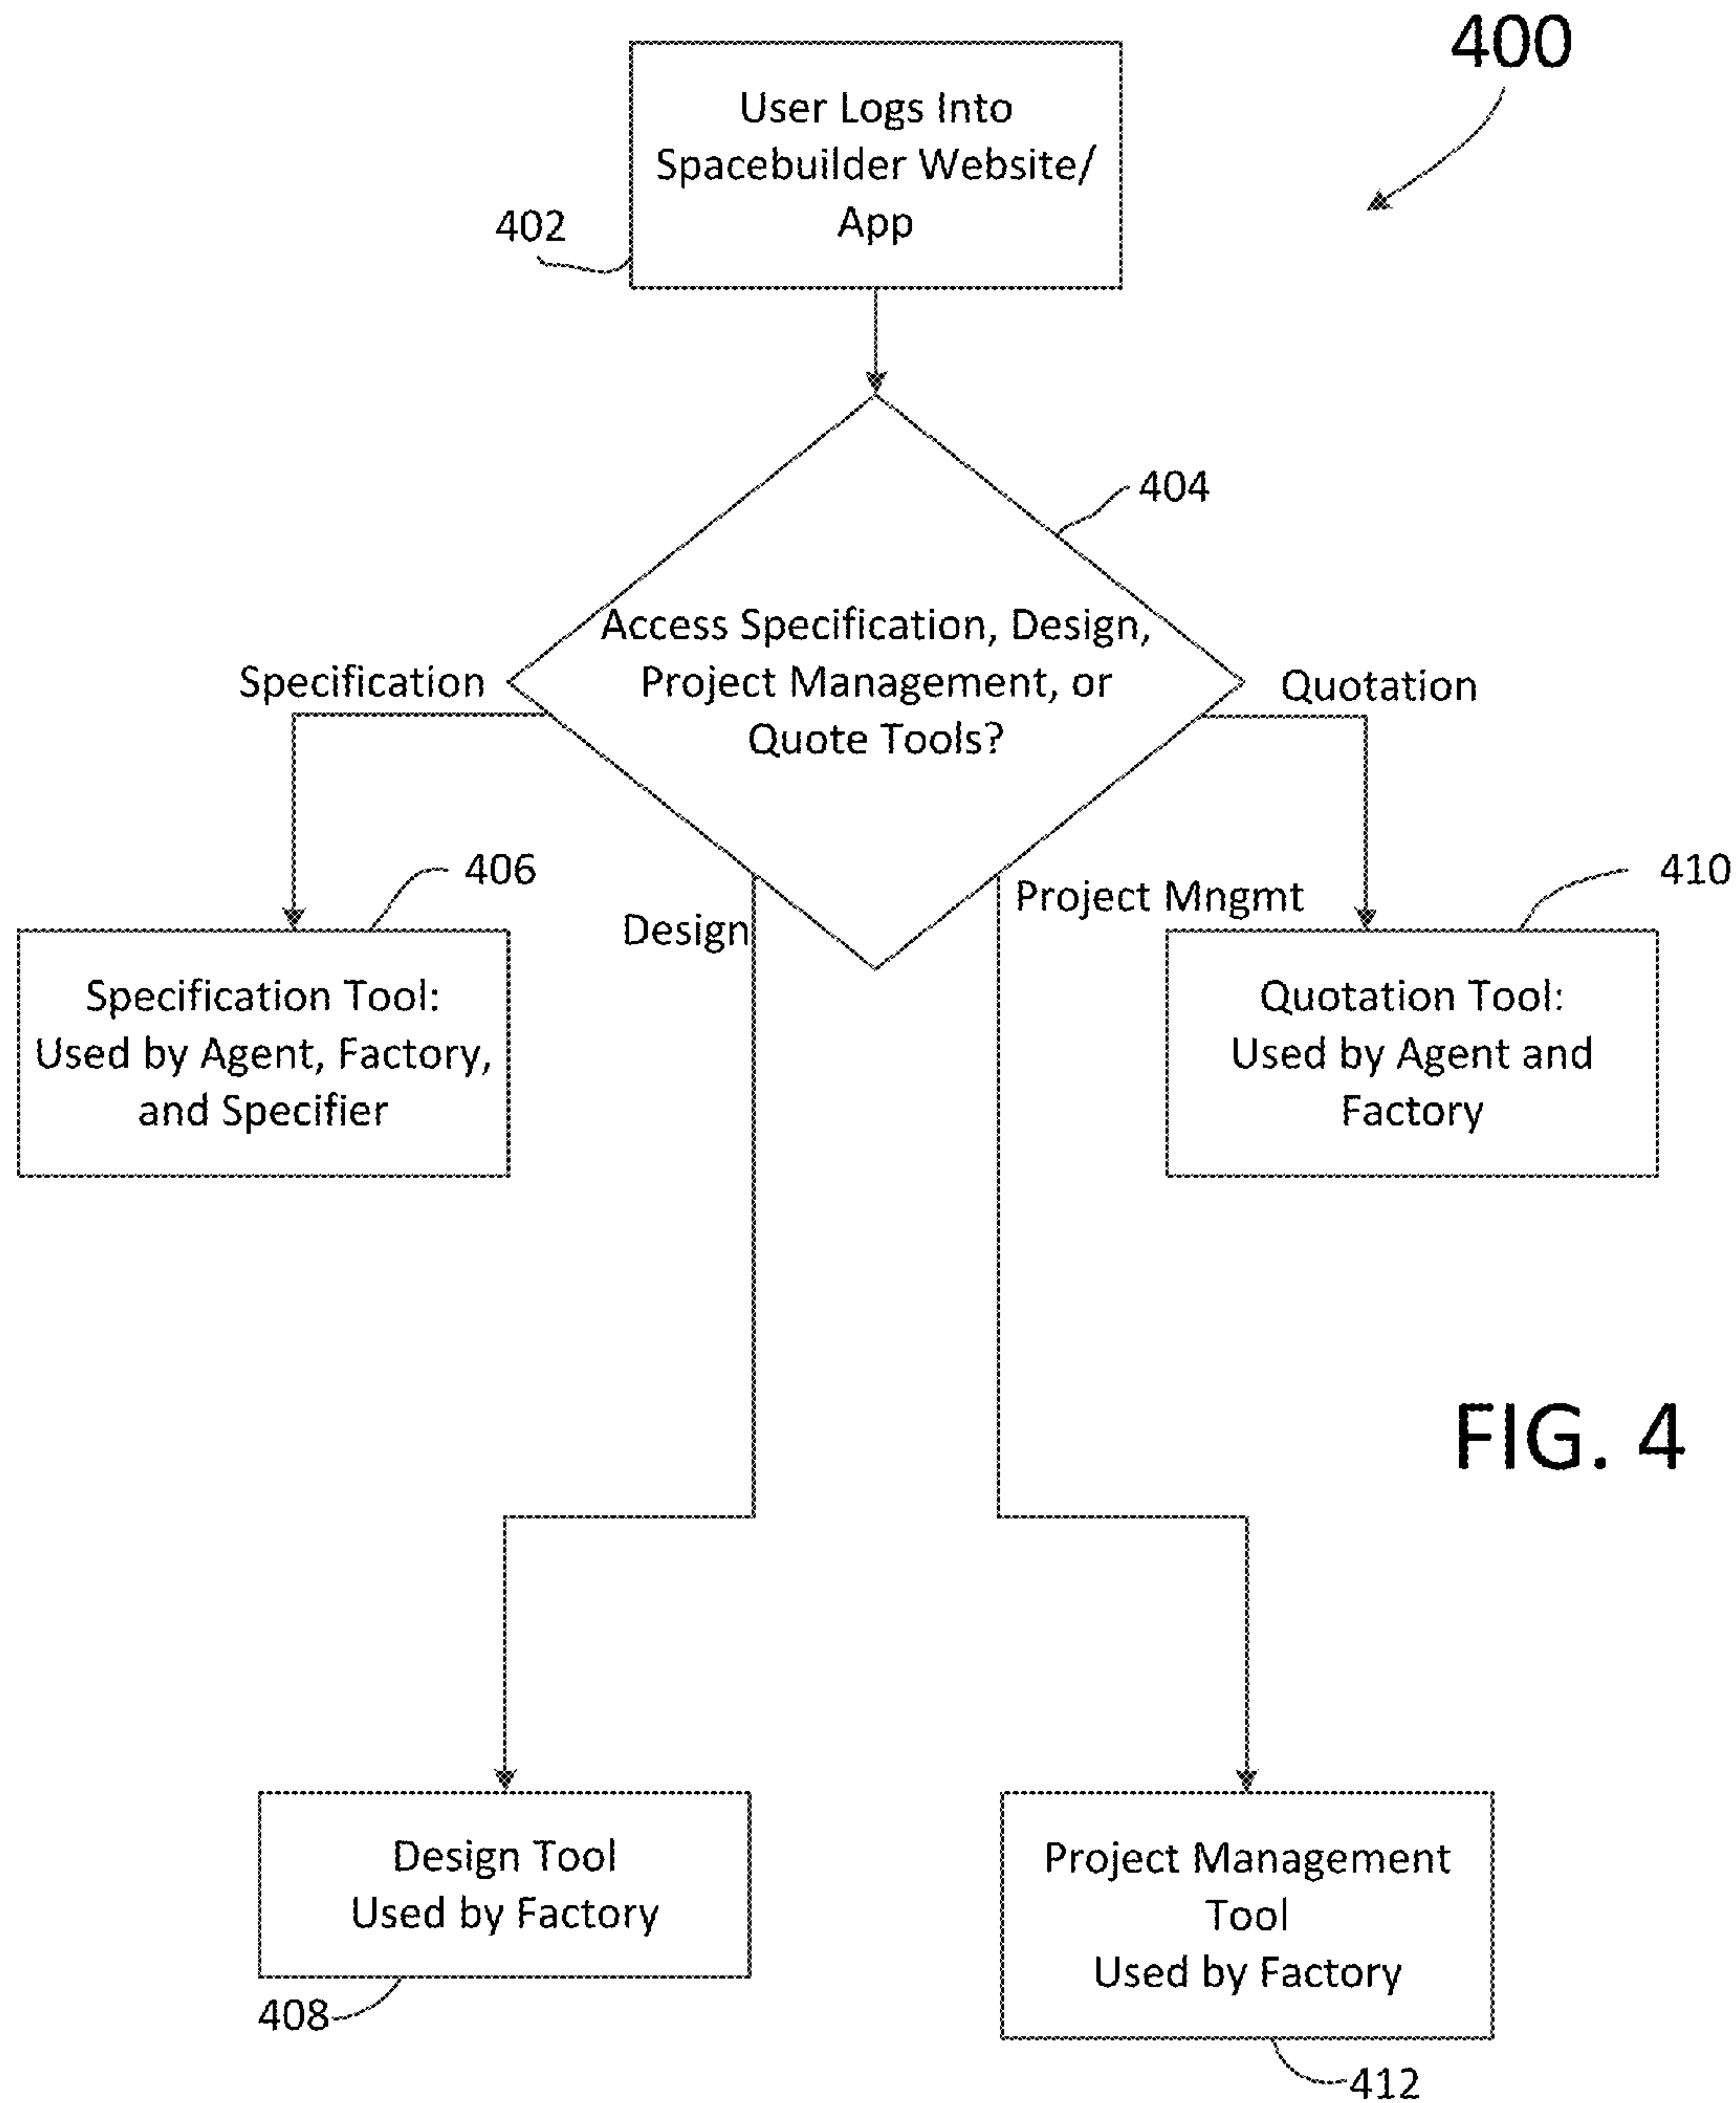 400
User Logs Into
Spacebuilder Website/
App
402
404
Access Specification, Design,
Project Management, or
Quote Tools?
Specification
Quotation
406
410
Project Mngmt
Design
Specification Tool:
Used by Agent, Factory,
and Specifier
Quotation Tool:
Used by Agent and
Factory
FIG. 4
Design Tool
Used by Factory
408
Project Management
Tool
Used by Factory
412